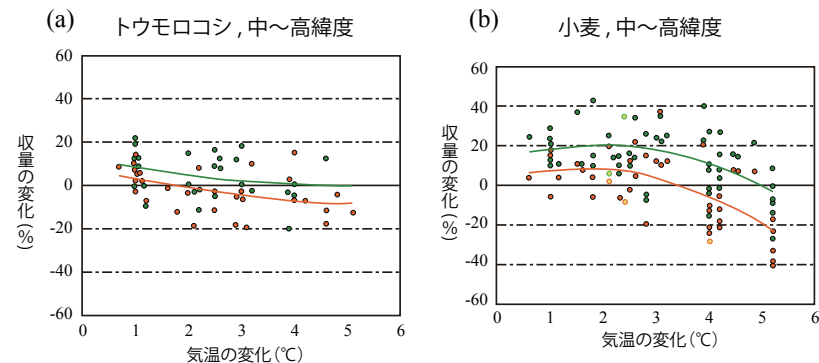 (a)
トウモロコシ , 中～高緯度
60
40
20
0
-20
-40
-60
収量の変化 (%)
0 1 2 3 4 5 6
気温の変化 (℃)
(b)
小麦 , 中～高緯度
60
40
20
0
-20
-40
-60
収量の変化 (%)
0 1 2 3 4 5 6
気温の変化 (℃)